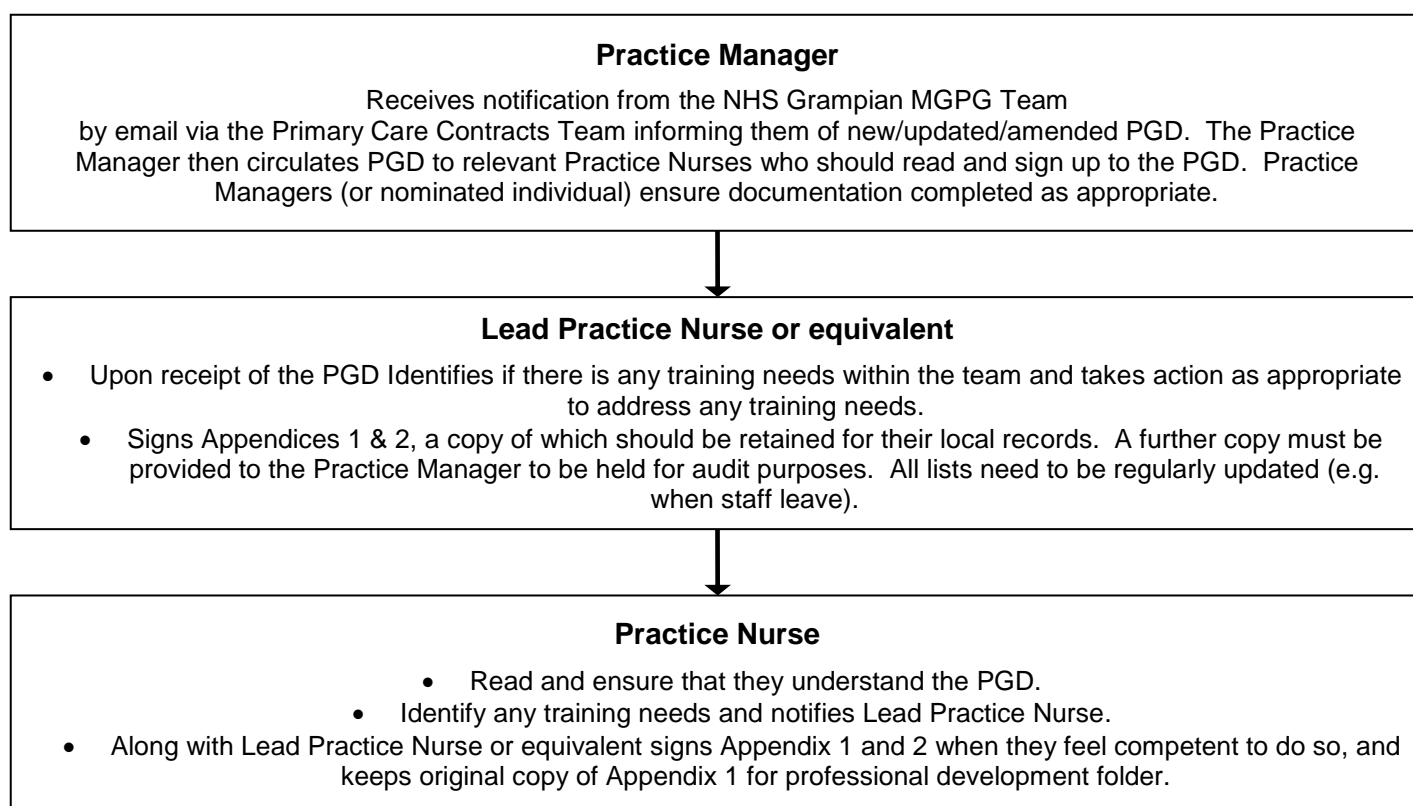 Practice Manager
Receives notification from the NHS Grampian MGPG Team
by email via the Primary Care Contracts Team informing them of new/updated/amended PGD.  The Practice
Manager then circulates PGD to relevant Practice Nurses who should read and sign up to the PGD.  Practice
Managers (or nominated individual) ensure documentation completed as appropriate.
Lead Practice Nurse or equivalent
• Upon receipt of the PGD Identifies if there is any training needs within the team and takes action as appropriate
to address any training needs.
• Signs Appendices 1 & 2, a copy of which should be retained for their local records.  A further copy must be
provided to the Practice Manager to be held for audit purposes.  All lists need to be regularly updated (e.g.
when staff leave).
Practice Nurse
• Read and ensure that they understand the PGD.
• Identify any training needs and notifies Lead Practice Nurse.
• Along with Lead Practice Nurse or equivalent signs Appendix 1 and 2 when they feel competent to do so, and
keeps original copy of Appendix 1 for professional development folder.